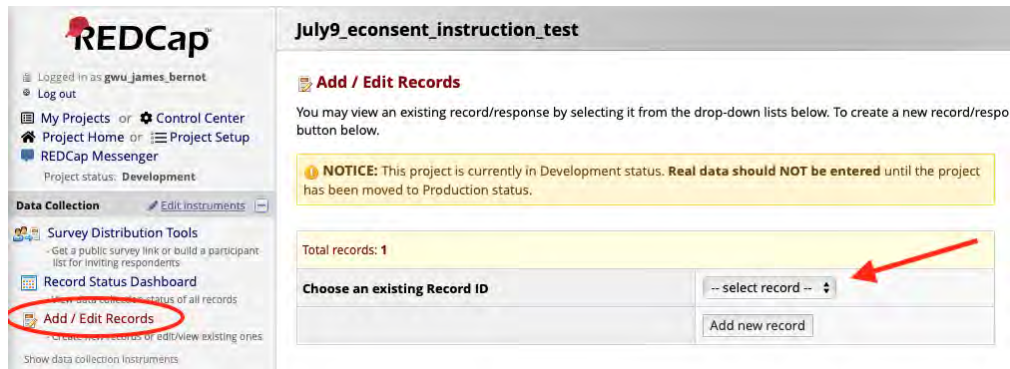 REDCap
Logged in as gwu_james_bernot
Log out
My Projects or Control Center
Project Home or Project Setup
REDCap Messenger
Project status: Development
Data Collection Edit instruments
Survey Distribution Tools
- Get a public survey link or build a participant
list for inviting respondents
Record Status Dashboard
- View data collection status of all records
Add / Edit Records
- Create new records or edit/view existing ones
Show data collection instruments
July9_econsent_instruction_test
Add / Edit Records
You may view an existing record/response by selecting it from the drop-down lists below. To create a new record/respo
button below.
NOTICE: This project is currently in Development status. Real data should NOT be entered until the project
has been moved to Production status.
Total records: 1
Choose an existing Record ID
-- select record --
Add new record